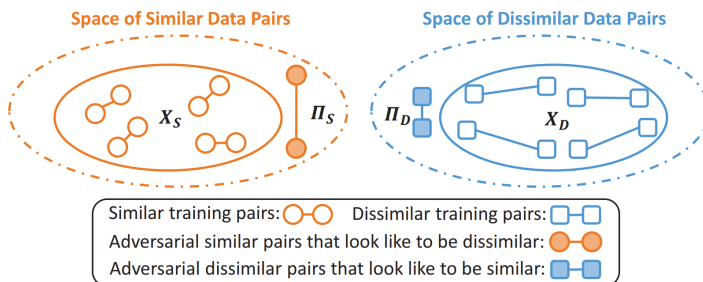 Space of Similar Data Pairs
Space of Dissimilar Data Pairs
X_S
Π_S
Π_D
X_D
Similar training pairs:
Dissimilar training pairs:
Adversarial similar pairs that look like to be dissimilar:
Adversarial dissimilar pairs that look like to be similar: